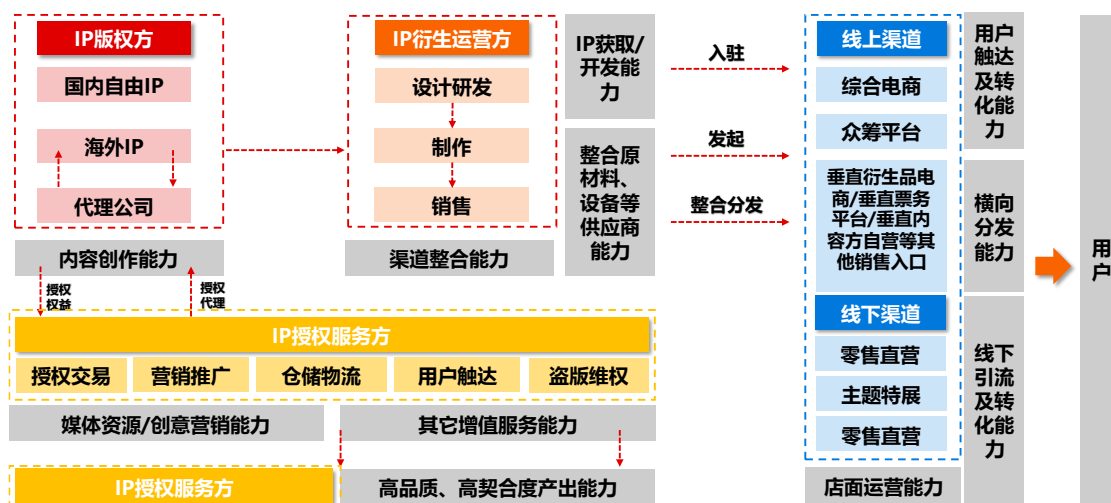 IP版权方
国内自由IP
海外IP
代理公司
内容创作能力
IP衍生运营方
设计研发
制作
销售
渠道整合能力
IP获取/
开发能
力
整合原
材料、
设备等
供应商
能力
入驻
发起
整合分发
线上渠道
综合电商
众筹平台
垂直衍生品电
商/垂直票务
平台/垂直内
容方自营等其
他销售入口
线下渠道
零售直营
主题特展
零售直营
店面运营能力
用户
触达
及转
化能
力
横向
分发
能力
线下
引流
及转
化能
力
用
户
授权
权益
授权
代理
IP授权服务方
授权交易
营销推广
仓储物流
用户触达
盗版维权
媒体资源/创意营销能力
其它增值服务能力
IP授权服务方
高品质、高契合度产出能力